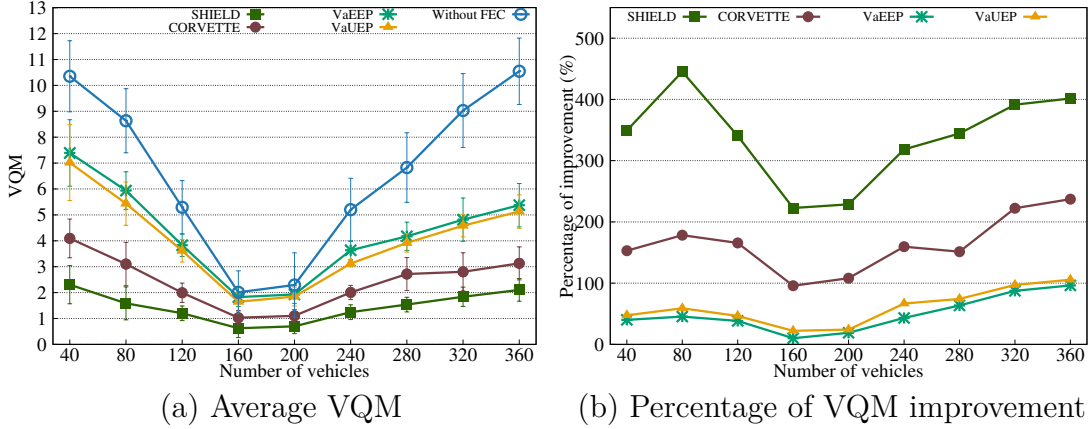 SHIELD
CORVETTE
VaEEP
VaUEP
Without FEC
VQM
13
12
11
10
9
8
7
6
5
4
3
2
1
0
40 80 120 160 200 240 280 320 360
Number of vehicles
(a) Average VQM
SHIELD
CORVETTE
VaEEP
VaUEP
Percentage of improvement (%)
500
400
300
200
100
0
40 80 120 160 200 240 280 320 360
Number of vehicles
(b) Percentage of VQM improvement